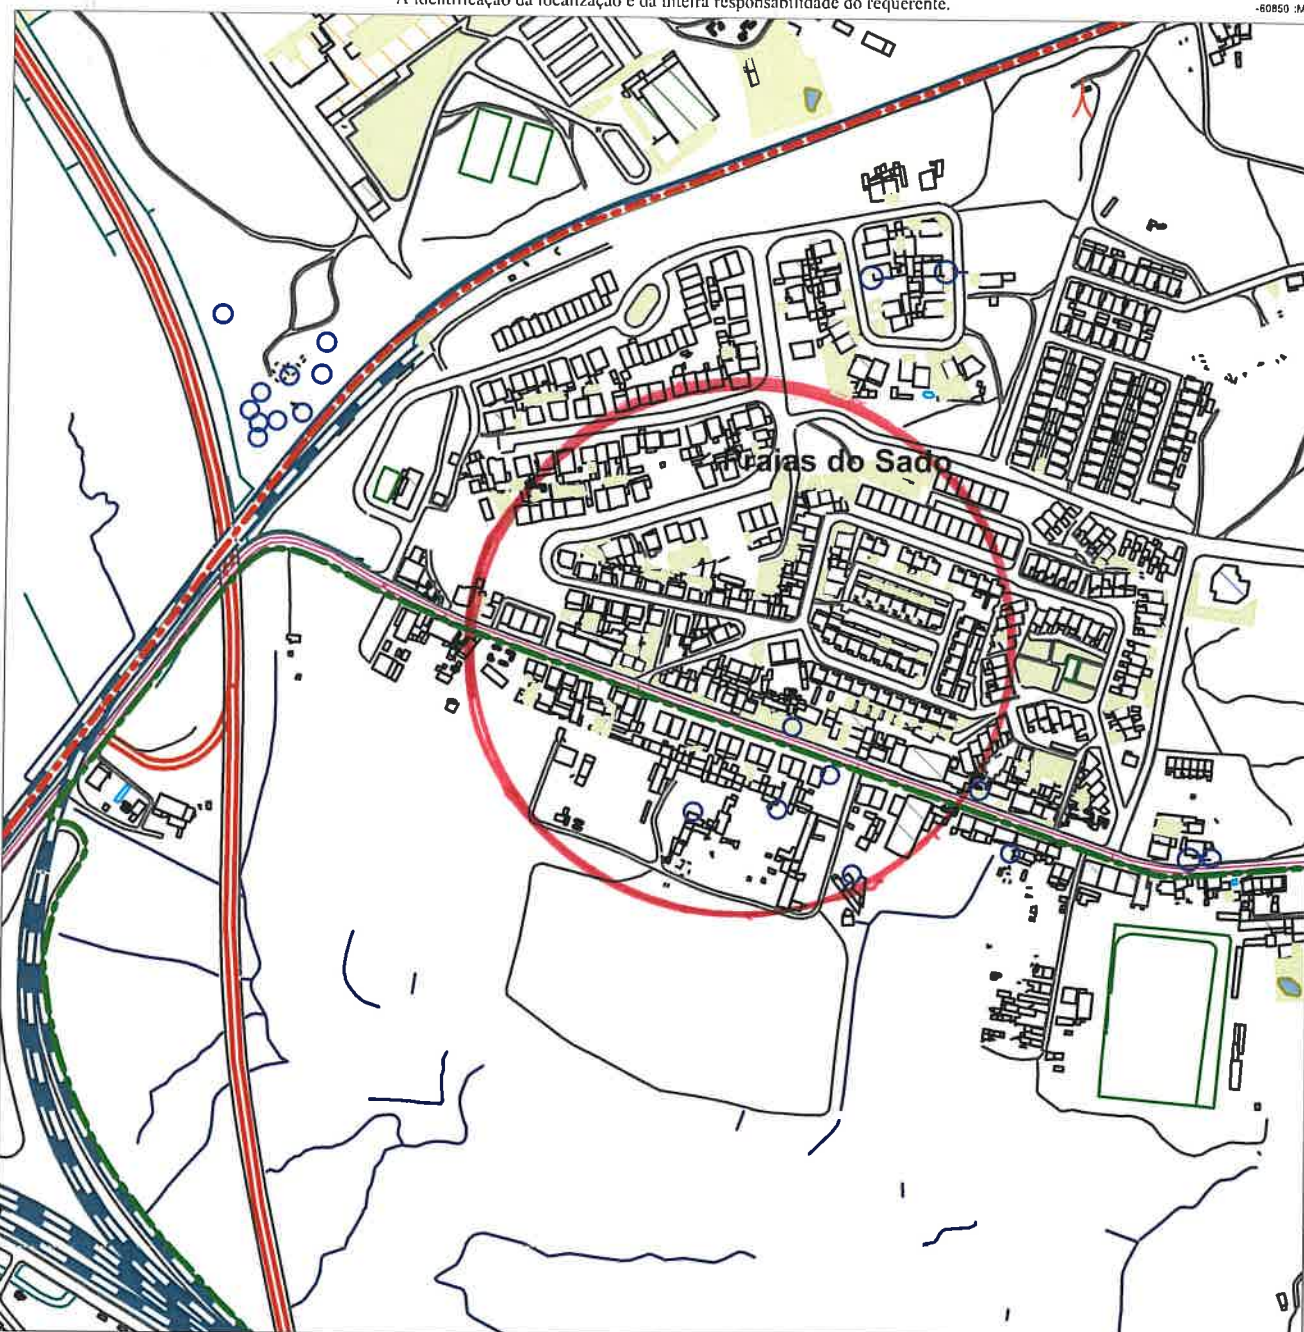 A identificação da localização é da inteira responsabilidade do requerente.
-60850 :M
Praias do Sado